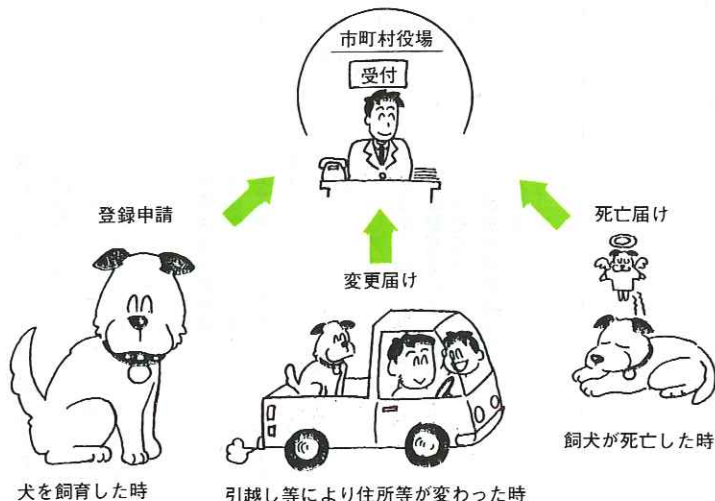 市町村役場
受付
登録申請
変更届け
死亡届け
犬を飼育した時
引越し等により住所等が変わった時
飼犬が死亡した時